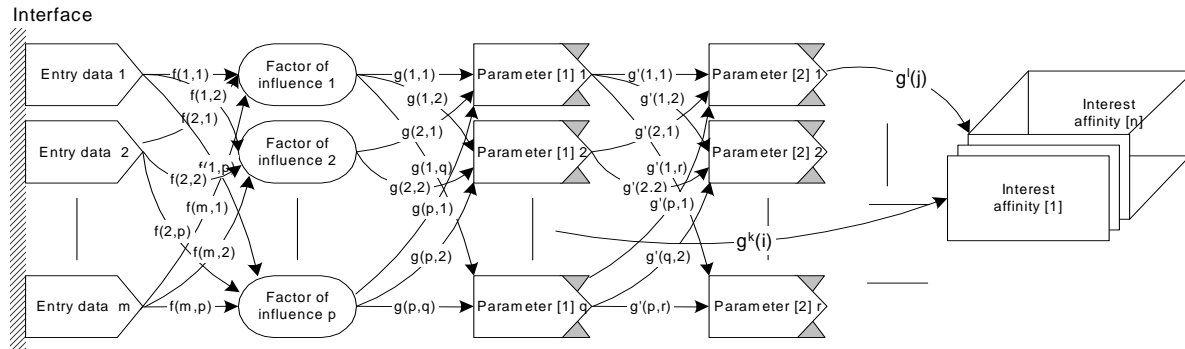 Interface
Entry data 1
f(1,1)
Factor of
influence 1
g(1,1)
Parameter [1] 1
g'(1,1)
Parameter [2] 1
g^l(j)
f(1,2)
g(1,2)
g'(1,2)
f(2,1)
g(2,1)
g'(2,1)
Interest
affinity [n]
Entry data 2
f(1,p)
Factor of
influence 2
g(1,q)
Parameter [1] 2
g'(1,r)
Parameter [2] 2
f(2,2)
g(2,2)
g'(2.2)
Interest
affinity [1]
f(m,1)
g(p,1)
g'(p,1)
f(2,p)
f(m,2)
g(p,2)
g'(q,2)
g^k(i)
Entry data m
f(m,p)
Factor of
influence p
g(p,q)
Parameter [1] q
g'(p,r)
Parameter [2] r